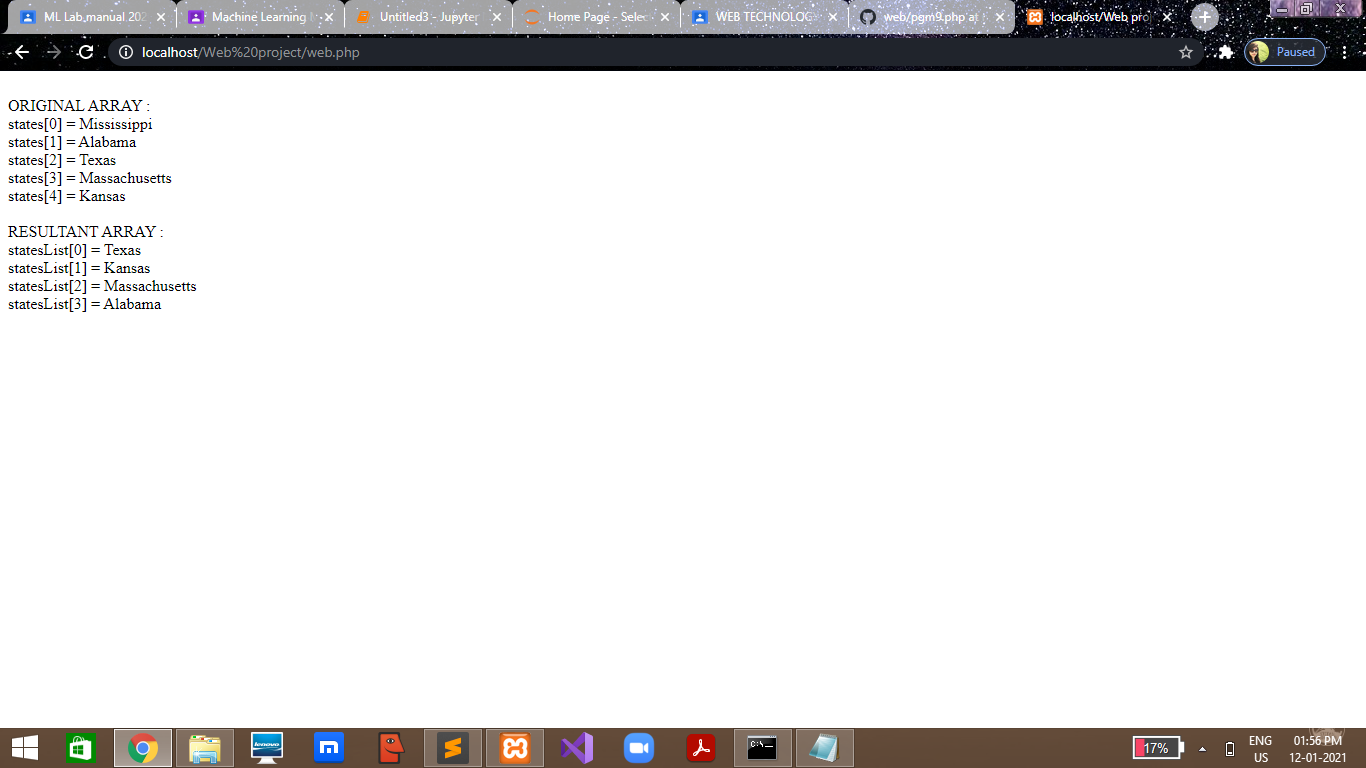 ML Lab manual 202
Machine Learning
Untitled3 - Jupyter
Home Page - Selec
WEB TECHNOLOG
web/pgm9.php at
localhost/Web pro
localhost/Web%20project/web.php
Paused
ORIGINAL ARRAY :
states[0] = Mississippi
states[1] = Alabama
states[2] = Texas
states[3] = Massachusetts
states[4] = Kansas
RESULTANT ARRAY :
statesList[0] = Texas
statesList[1] = Kansas
statesList[2] = Massachusetts
statesList[3] = Alabama
lenovo
17%
ENG
US
01:56 PM
12-01-2021